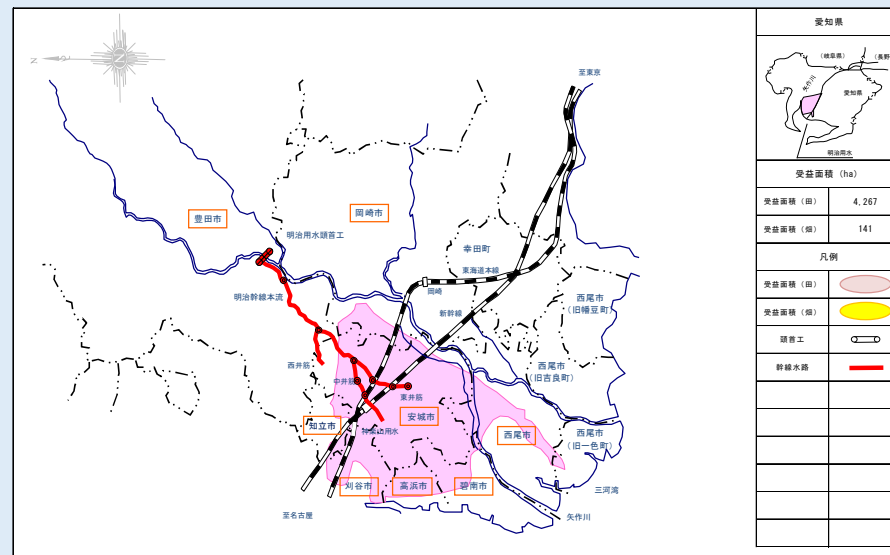 N
至東京
豊田市
岡崎市
明治用水頭首工
幸田町
東海道本線
岡崎
明治幹線本流
新幹線
西尾市
（旧幡豆町）
西井筋
西尾市
（旧吉良町）
中井筋
東井筋
知立市
安城市
西尾市
西尾市
（旧一色町）
刈谷市
高浜市
碧南市
三河湾
至名古屋
矢作川
愛知県
（岐阜県）
（長野
矢作川
愛知県
明治用水
受益面積（ha）
受益面積（田） 4,267
受益面積（畑） 141
凡例
受益面積（田）
受益面積（畑）
頭首工
幹線水路